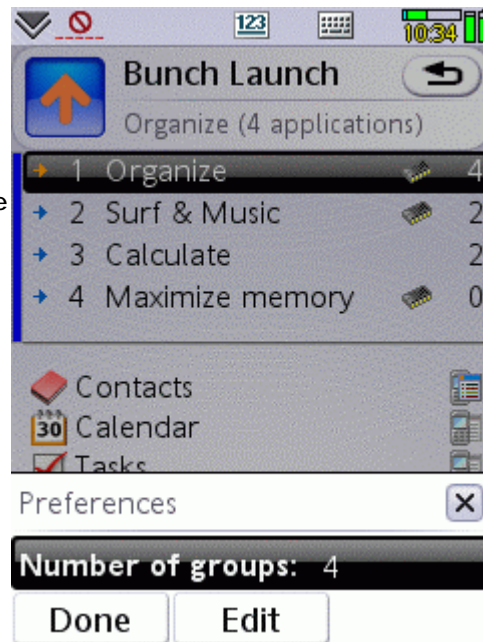 123
10:34
Bunch Launch
Organize (4 applications)
1 Organize 4
e
2 Surf & Music 2
3 Calculate 2
4 Maximize memory 0
Contacts
30 Calendar
Tasks
Preferences
Number of groups: 4
Done Edit